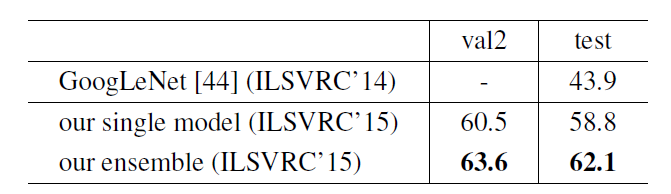 val2 test
GoogLeNet [44] (ILSVRC’14) - 43.9
our single model (ILSVRC’15) 60.5 58.8
our ensemble (ILSVRC’15) 63.6 62.1